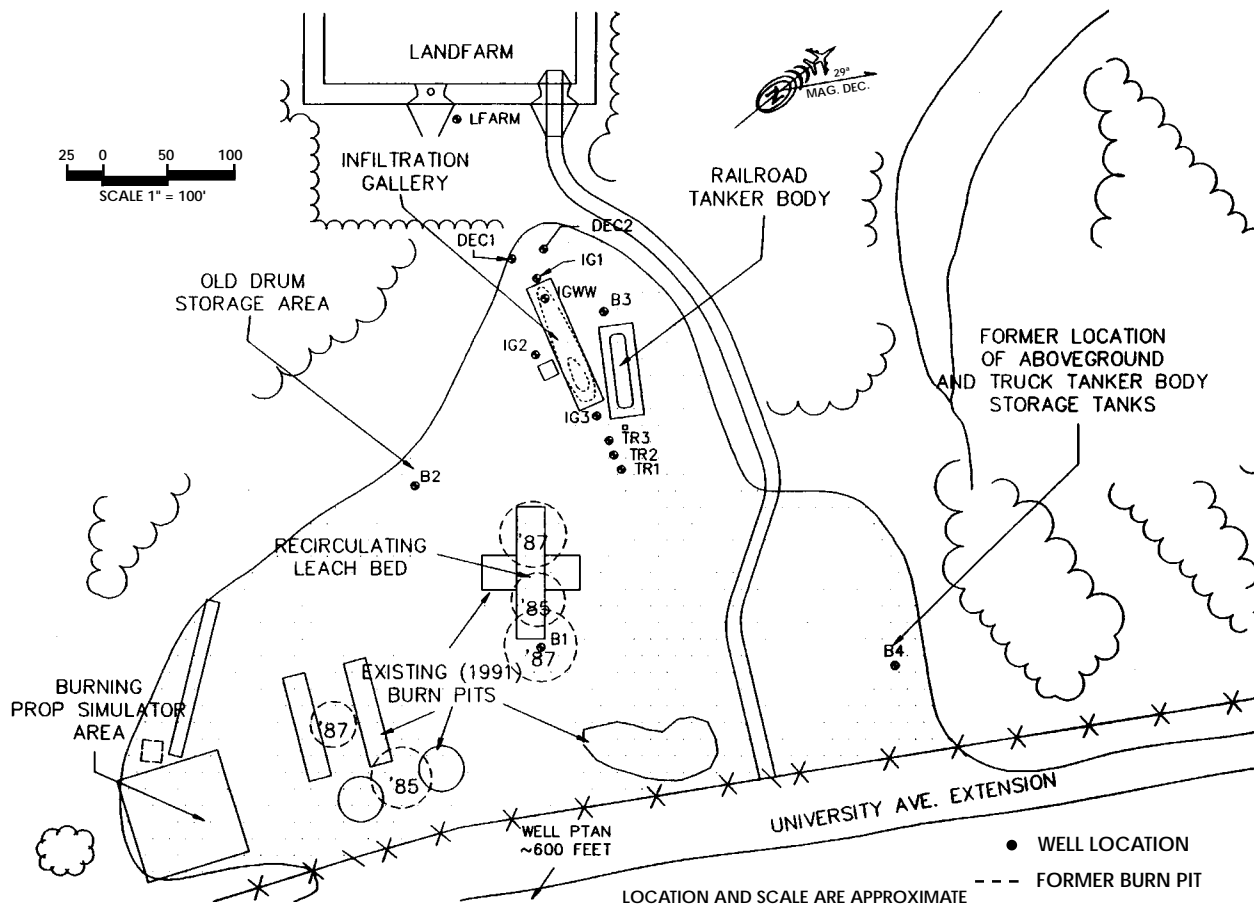 LANDFARM
29°
MAG. DEC.
LFARM
25 0 50 100
SCALE 1" = 100'
INFILTRATION
GALLERY
RAILROAD
TANKER BODY
DEC1
DEC2
IG1
IGWW
B3
OLD DRUM
STORAGE AREA
IG2
FORMER LOCATION
OF ABOVEGROUND
AND TRUCK TANKER BODY
STORAGE TANKS
IG3
TR3
TR2
TR1
B2
'87
RECIRCULATING
LEACH BED
'85
B1
'87
B4
EXISTING (1991)
BURN PITS
BURNING
PROP SIMULATOR
AREA
'87
'85
UNIVERSITY AVE. EXTENSION
WELL PTAN
~600 FEET
WELL LOCATION
FORMER BURN PIT
LOCATION AND SCALE ARE APPROXIMATE